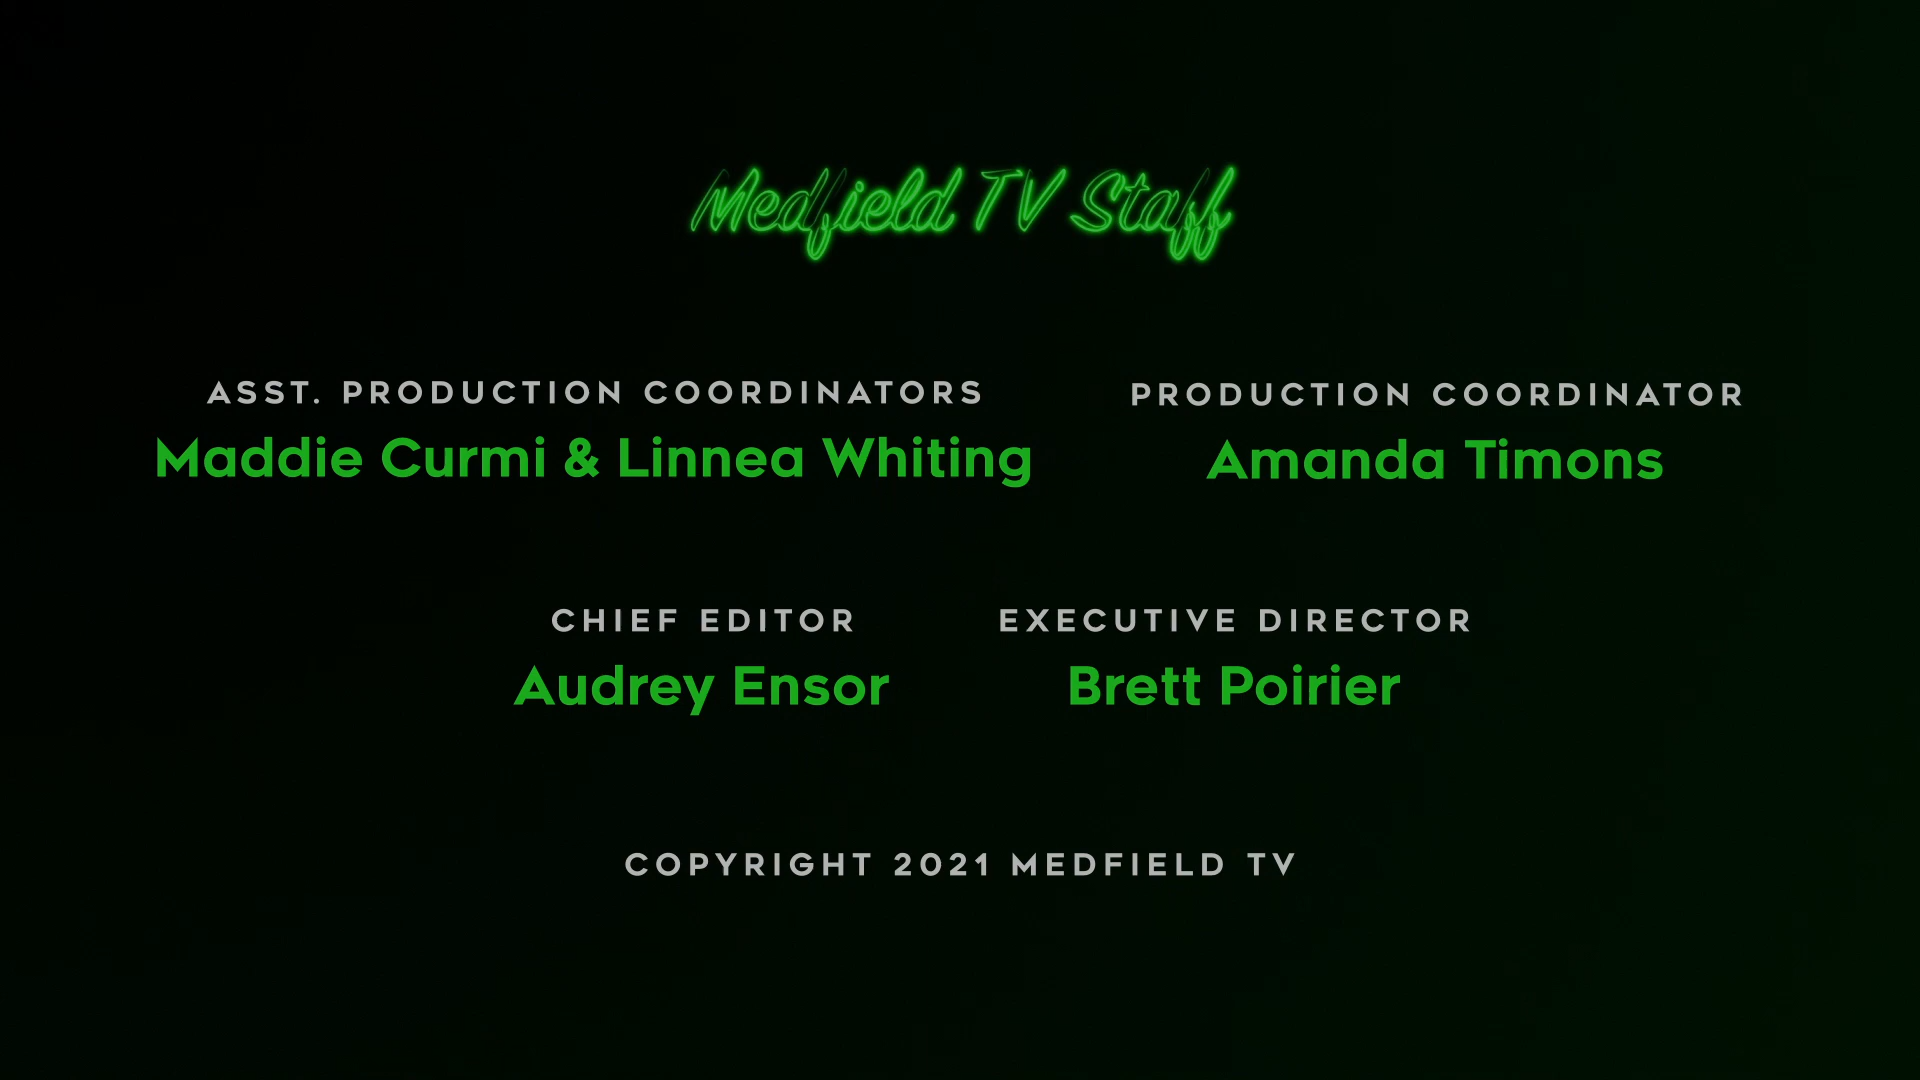 Medfield TV Staff
ASST. PRODUCTION COORDINATORS
Maddie Curmi & Linnea Whiting
PRODUCTION COORDINATOR
Amanda Timons
CHIEF EDITOR
Audrey Ensor
EXECUTIVE DIRECTOR
Brett Poirier
COPYRIGHT 2021 MEDFIELD TV